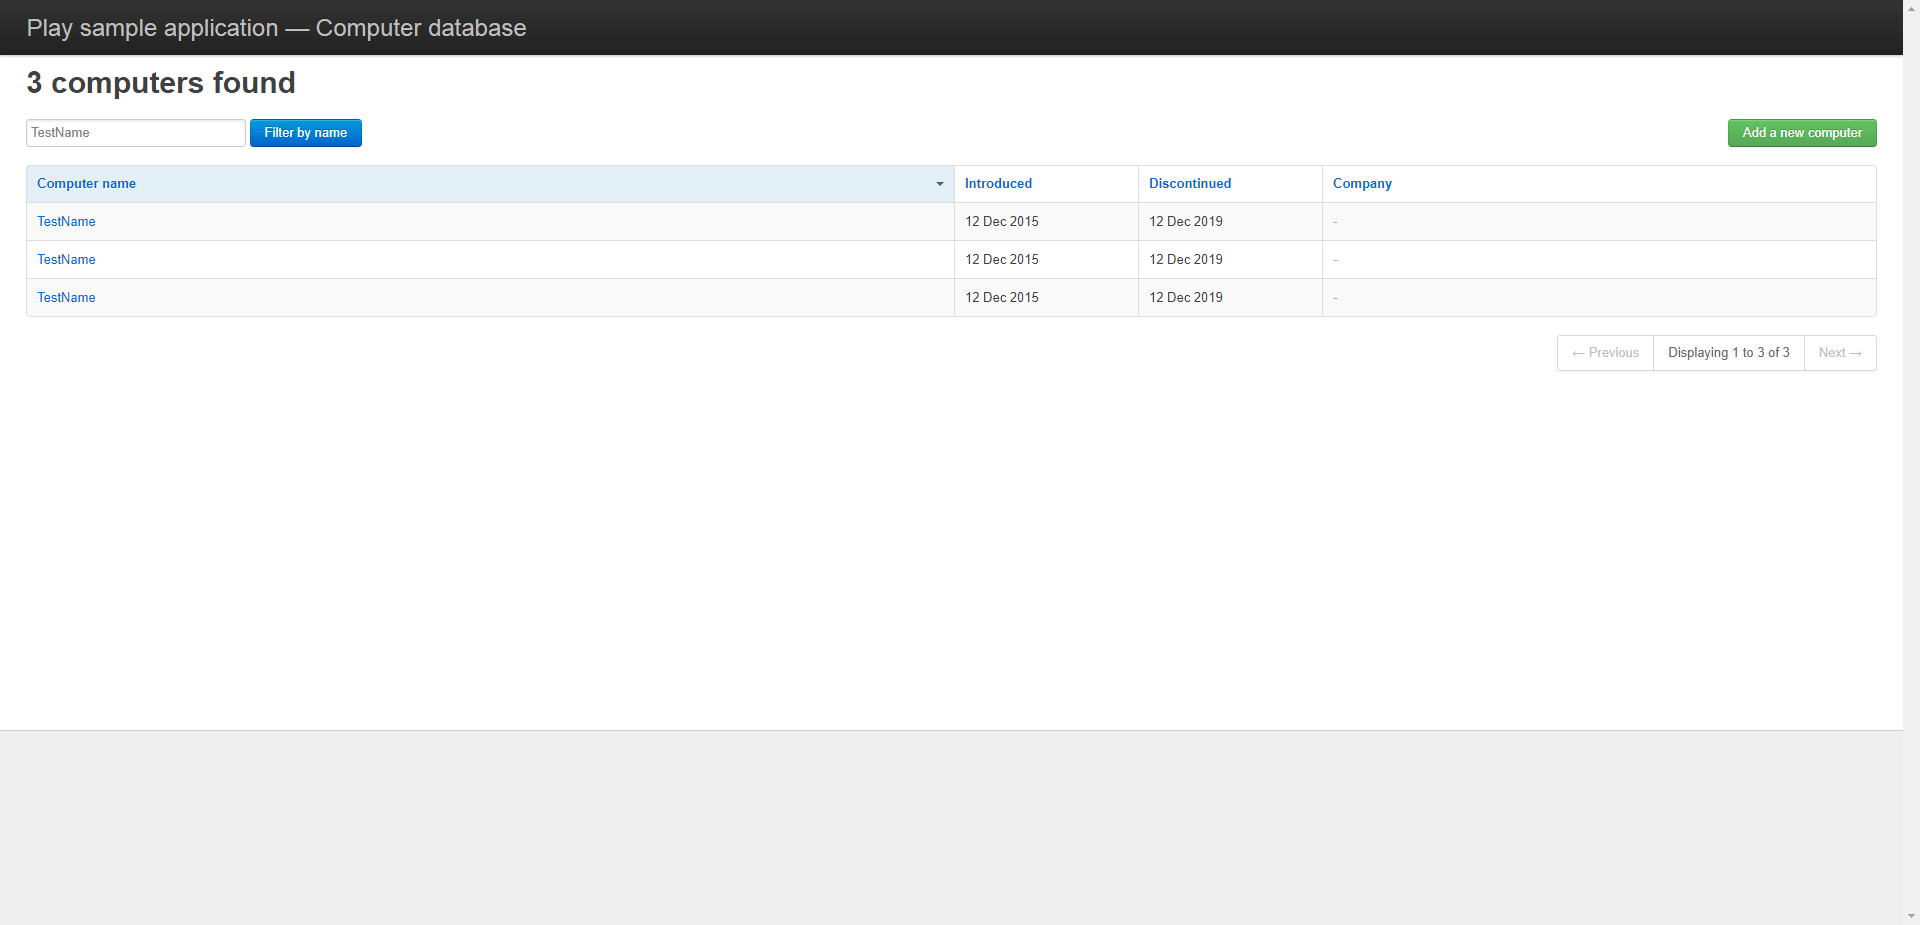 Play sample application — Computer database
3 computers found
TestName Filter by name Add a new computer
Computer name Introduced Discontinued Company
TestName 12 Dec 2015 12 Dec 2019 -
TestName 12 Dec 2015 12 Dec 2019 -
TestName 12 Dec 2015 12 Dec 2019 -
← Previous Displaying 1 to 3 of 3 Next →